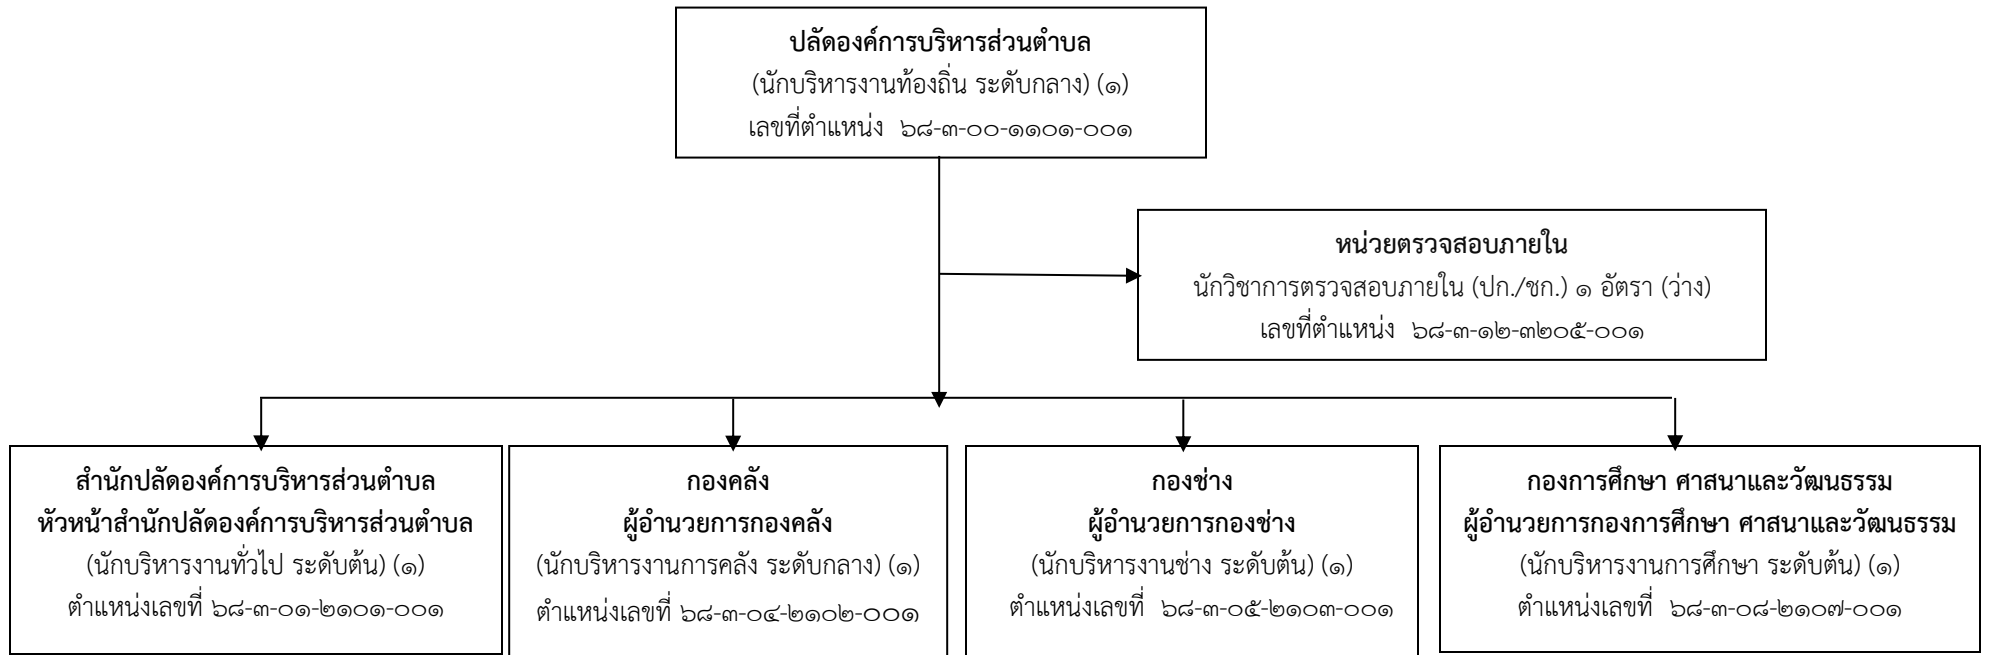 ปลัดองค์การบริหารส่วนตำบล
(นักบริหารงานท้องถิ่น ระดับกลาง) (๑)
เลขที่ตำแหน่ง ๖๘-๓-๐๐-๑๑๐๑-๐๐๑
หน่วยตรวจสอบภายใน
นักวิชาการตรวจสอบภายใน (ปก./ชก.) ๑ อัตรา (ว่าง)
เลขที่ตำแหน่ง ๖๘-๓-๑๒-๓๒๐๕-๐๐๑
สำนักปลัดองค์การบริหารส่วนตำบล
หัวหน้าสำนักปลัดองค์การบริหารส่วนตำบล
(นักบริหารงานทั่วไป ระดับต้น) (๑)
ตำแหน่งเลขที่ ๖๘-๓-๐๑-๒๑๐๑-๐๐๑
กองคลัง
ผู้อำนวยการกองคลัง
(นักบริหารงานการคลัง ระดับกลาง) (๑)
ตำแหน่งเลขที่ ๖๘-๓-๐๔-๒๑๐๒-๐๐๑
กองช่าง
ผู้อำนวยการกองช่าง
(นักบริหารงานช่าง ระดับต้น) (๑)
ตำแหน่งเลขที่ ๖๘-๓-๐๕-๒๑๐๓-๐๐๑
กองการศึกษา ศาสนาและวัฒนธรรม
ผู้อำนวยการกองการศึกษา ศาสนาและวัฒนธรรม
(นักบริหารงานการศึกษา ระดับต้น) (๑)
ตำแหน่งเลขที่ ๖๘-๓-๐๘-๒๑๐๗-๐๐๑